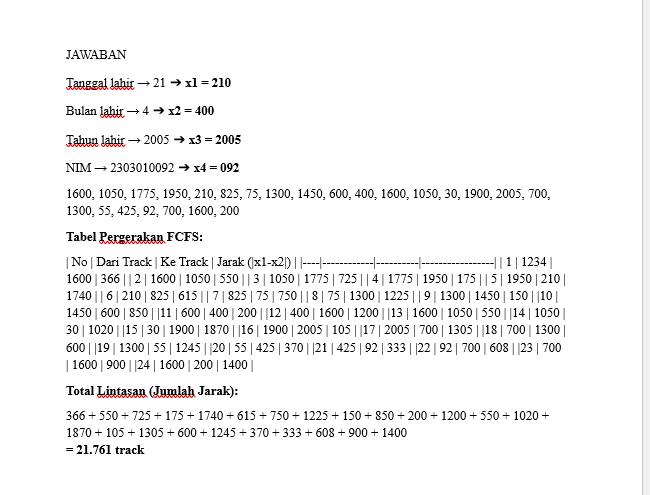 JAWABAN
Tanggal lahir → 21 ➔ x1 = 210
Bulan lahir → 4 ➔ x2 = 400
Tahun lahir → 2005 ➔ x3 = 2005
NIM → 2303010092 ➔ x4 = 092
1600, 1050, 1775, 1950, 210, 825, 75, 1300, 1450, 600, 400, 1600, 1050, 30, 1900, 2005, 700,
1300, 55, 425, 92, 700, 1600, 200
Tabel Pergerakan FCFS:
| No | Dari Track | Ke Track | Jarak (|x1-x2|) | |----|------------|----------|-----------------| | 1 | 1234 |
1600 | 366 | | 2 | 1600 | 1050 | 550 | | 3 | 1050 | 1775 | 725 | | 4 | 1775 | 1950 | 175 | | 5 | 1950 | 210 |
1740 | | 6 | 210 | 825 | 615 | | 7 | 825 | 75 | 750 | | 8 | 75 | 1300 | 1225 | | 9 | 1300 | 1450 | 150 | |10 |
1450 | 600 | 850 | |11 | 600 | 400 | 200 | |12 | 400 | 1600 | 1200 | |13 | 1600 | 1050 | 550 | |14 | 1050 |
30 | 1020 | |15 | 30 | 1900 | 1870 | |16 | 1900 | 2005 | 105 | |17 | 2005 | 700 | 1305 | |18 | 700 | 1300 |
600 | |19 | 1300 | 55 | 1245 | |20 | 55 | 425 | 370 | |21 | 425 | 92 | 333 | |22 | 92 | 700 | 608 | |23 | 700
| 1600 | 900 | |24 | 1600 | 200 | 1400 |
Total Lintasan (Jumlah Jarak):
366 + 550 + 725 + 175 + 1740 + 615 + 750 + 1225 + 150 + 850 + 200 + 1200 + 550 + 1020 +
1870 + 105 + 1305 + 600 + 1245 + 370 + 333 + 608 + 900 + 1400
= 21.761 track